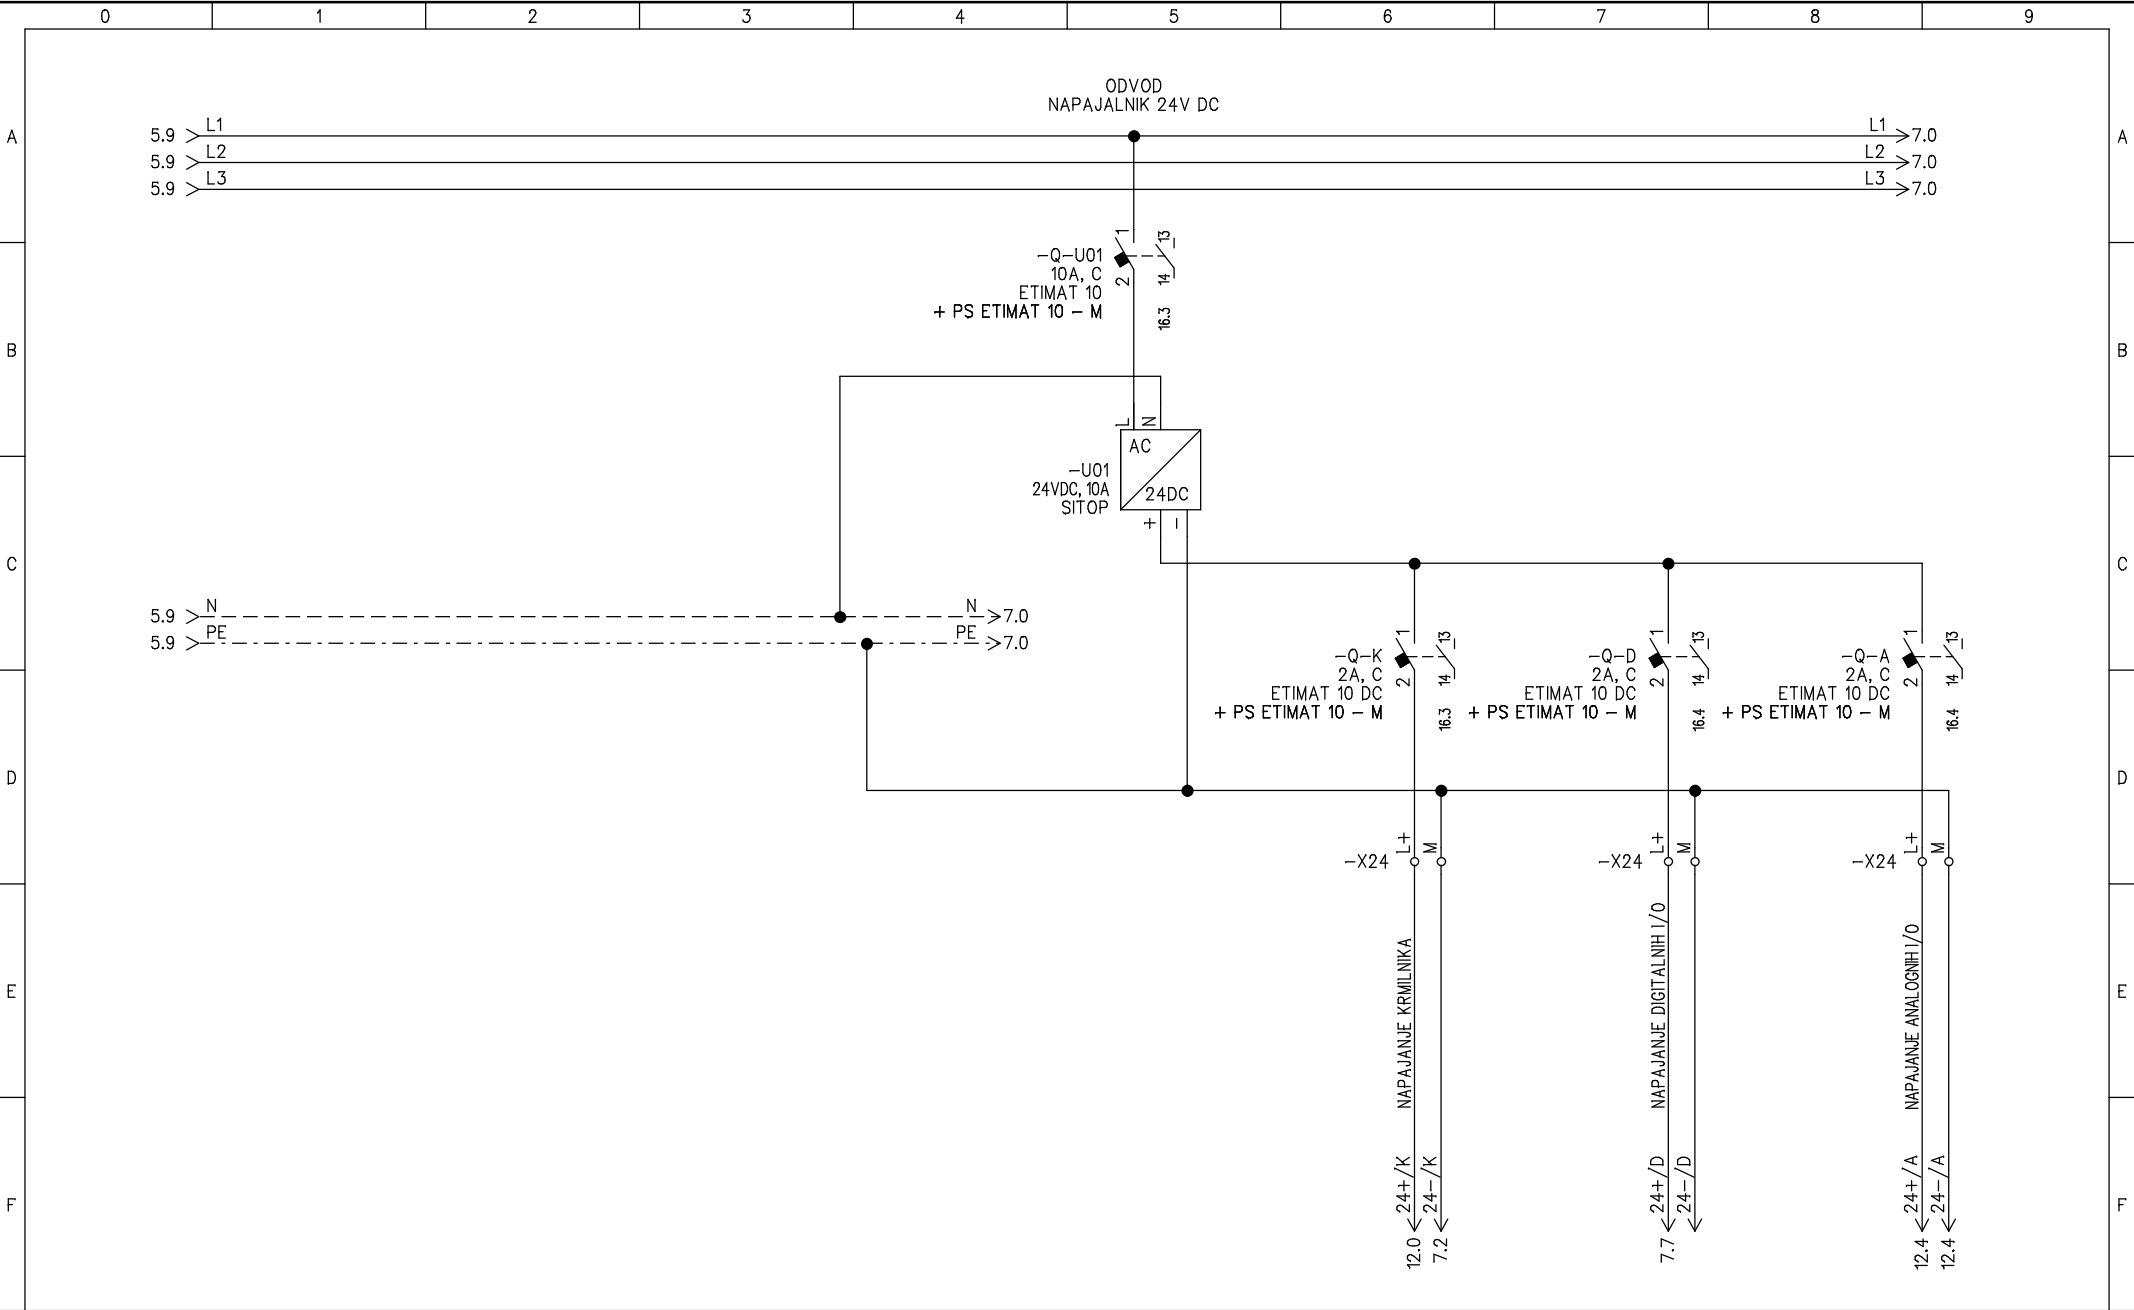 0 1 2 3 4 5 6 7 8 9
ODVOD
NAPAJALNIK 24V DC
A A
5.9 L1 L1 7.0
5.9 L2 L2 7.0
5.9 L3 L3 7.0
1 13
-Q-U01
10A, C
2 14
ETIMAT 10
+ PS ETIMAT 10 - M
16.3
B B
L N
AC
-U01
24VDC, 10A
24DC
SITOP
+ -
C C
5.9 N N 7.0
5.9 PE PE 7.0
1 13 1 13 1 13
-Q-K -Q-D -Q-A
2A, C 2A, C 2A, C
2 14 2 14 2 14
ETIMAT 10 DC ETIMAT 10 DC ETIMAT 10 DC
+ PS ETIMAT 10 - M + PS ETIMAT 10 - M + PS ETIMAT 10 - M
16.3 16.4 16.4
D D
L+ M L+ M L+ M
-X24 -X24 -X24
NAPAJANJE KRMILNIKA
NAPAJANJE DIGITALNIH I/O
NAPAJANJE ANALOGNIH I/O
E E
24+/K 24-/K 24+/D 24-/D 24+/A 24-/A
F F
12.0 7.2 7.7 12.4 12.4